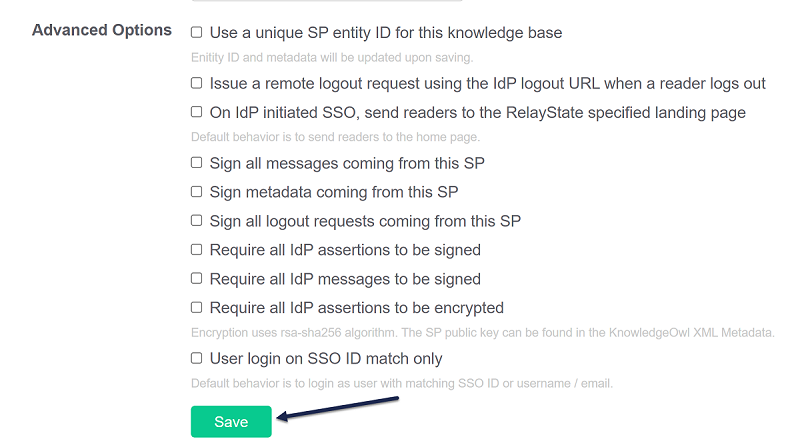 Advanced Options
Use a unique SP entity ID for this knowledge base
Enitity ID and metadata will be updated upon saving.
Issue a remote logout request using the IdP logout URL when a reader logs out
On IdP initiated SSO, send readers to the RelayState specified landing page
Default behavior is to send readers to the home page.
Sign all messages coming from this SP
Sign metadata coming from this SP
Sign all logout requests coming from this SP
Require all IdP assertions to be signed
Require all IdP messages to be signed
Require all IdP assertions to be encrypted
Encryption uses rsa-sha256 algorithm. The SP public key can be found in the KnowledgeOwl XML Metadata.
User login on SSO ID match only
Default behavior is to login as user with matching SSO ID or username / email.
Save